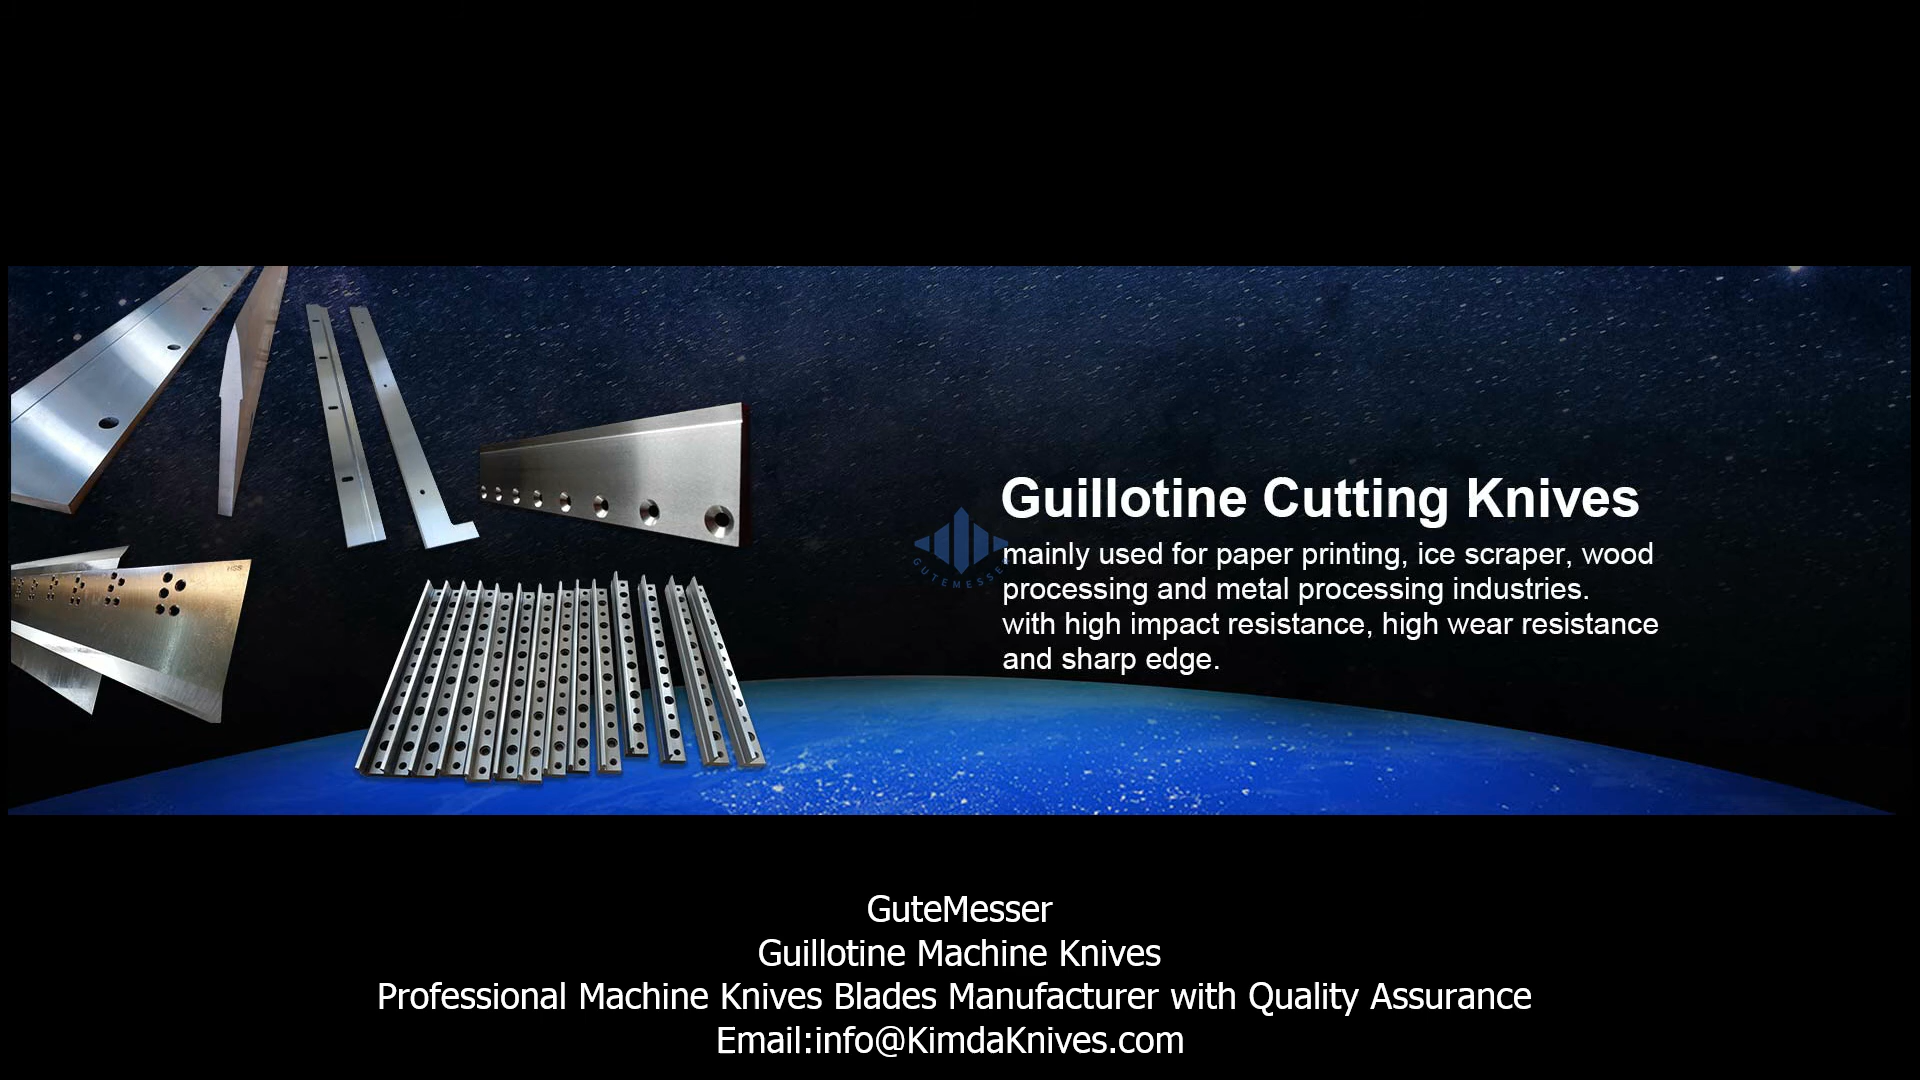 HSS
Guillotine Cutting Knives
mainly used for paper printing, ice scraper, wood
processing and metal processing industries.
with high impact resistance, high wear resistance
and sharp edge.
GUTEMESSER
GuteMesser
Guillotine Machine Knives
Professional Machine Knives Blades Manufacturer with Quality Assurance
Email:info@KimdaKnives.com